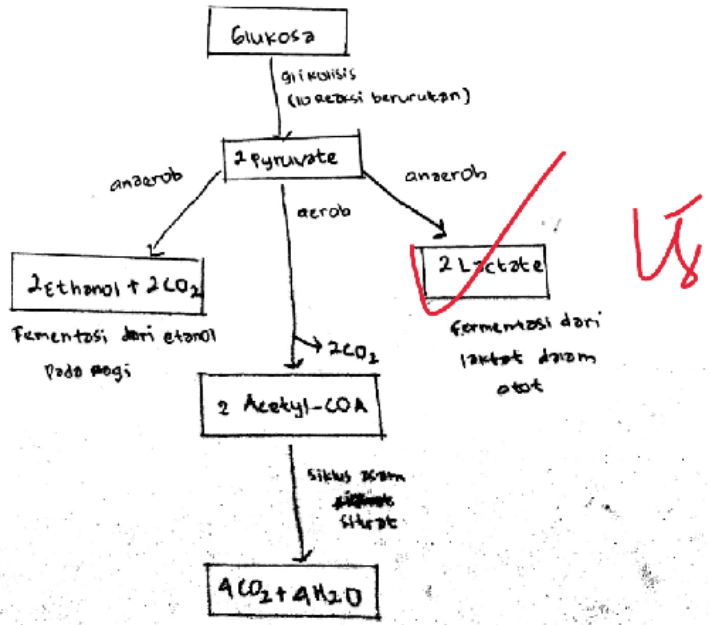 Glukosa
glikolisis
(10 Reaksi berurutan)
2 Pyruvate
anaerob
anaerob
aerob
2 Ethanol + 2CO2
2 Lactate
Fementasi dari etanol
pada ragi
fermentasi dari
laktat dalam
otot
2CO2
2 Acetyl-COA
siklus asam
sitrat
4CO2 + 4H2O